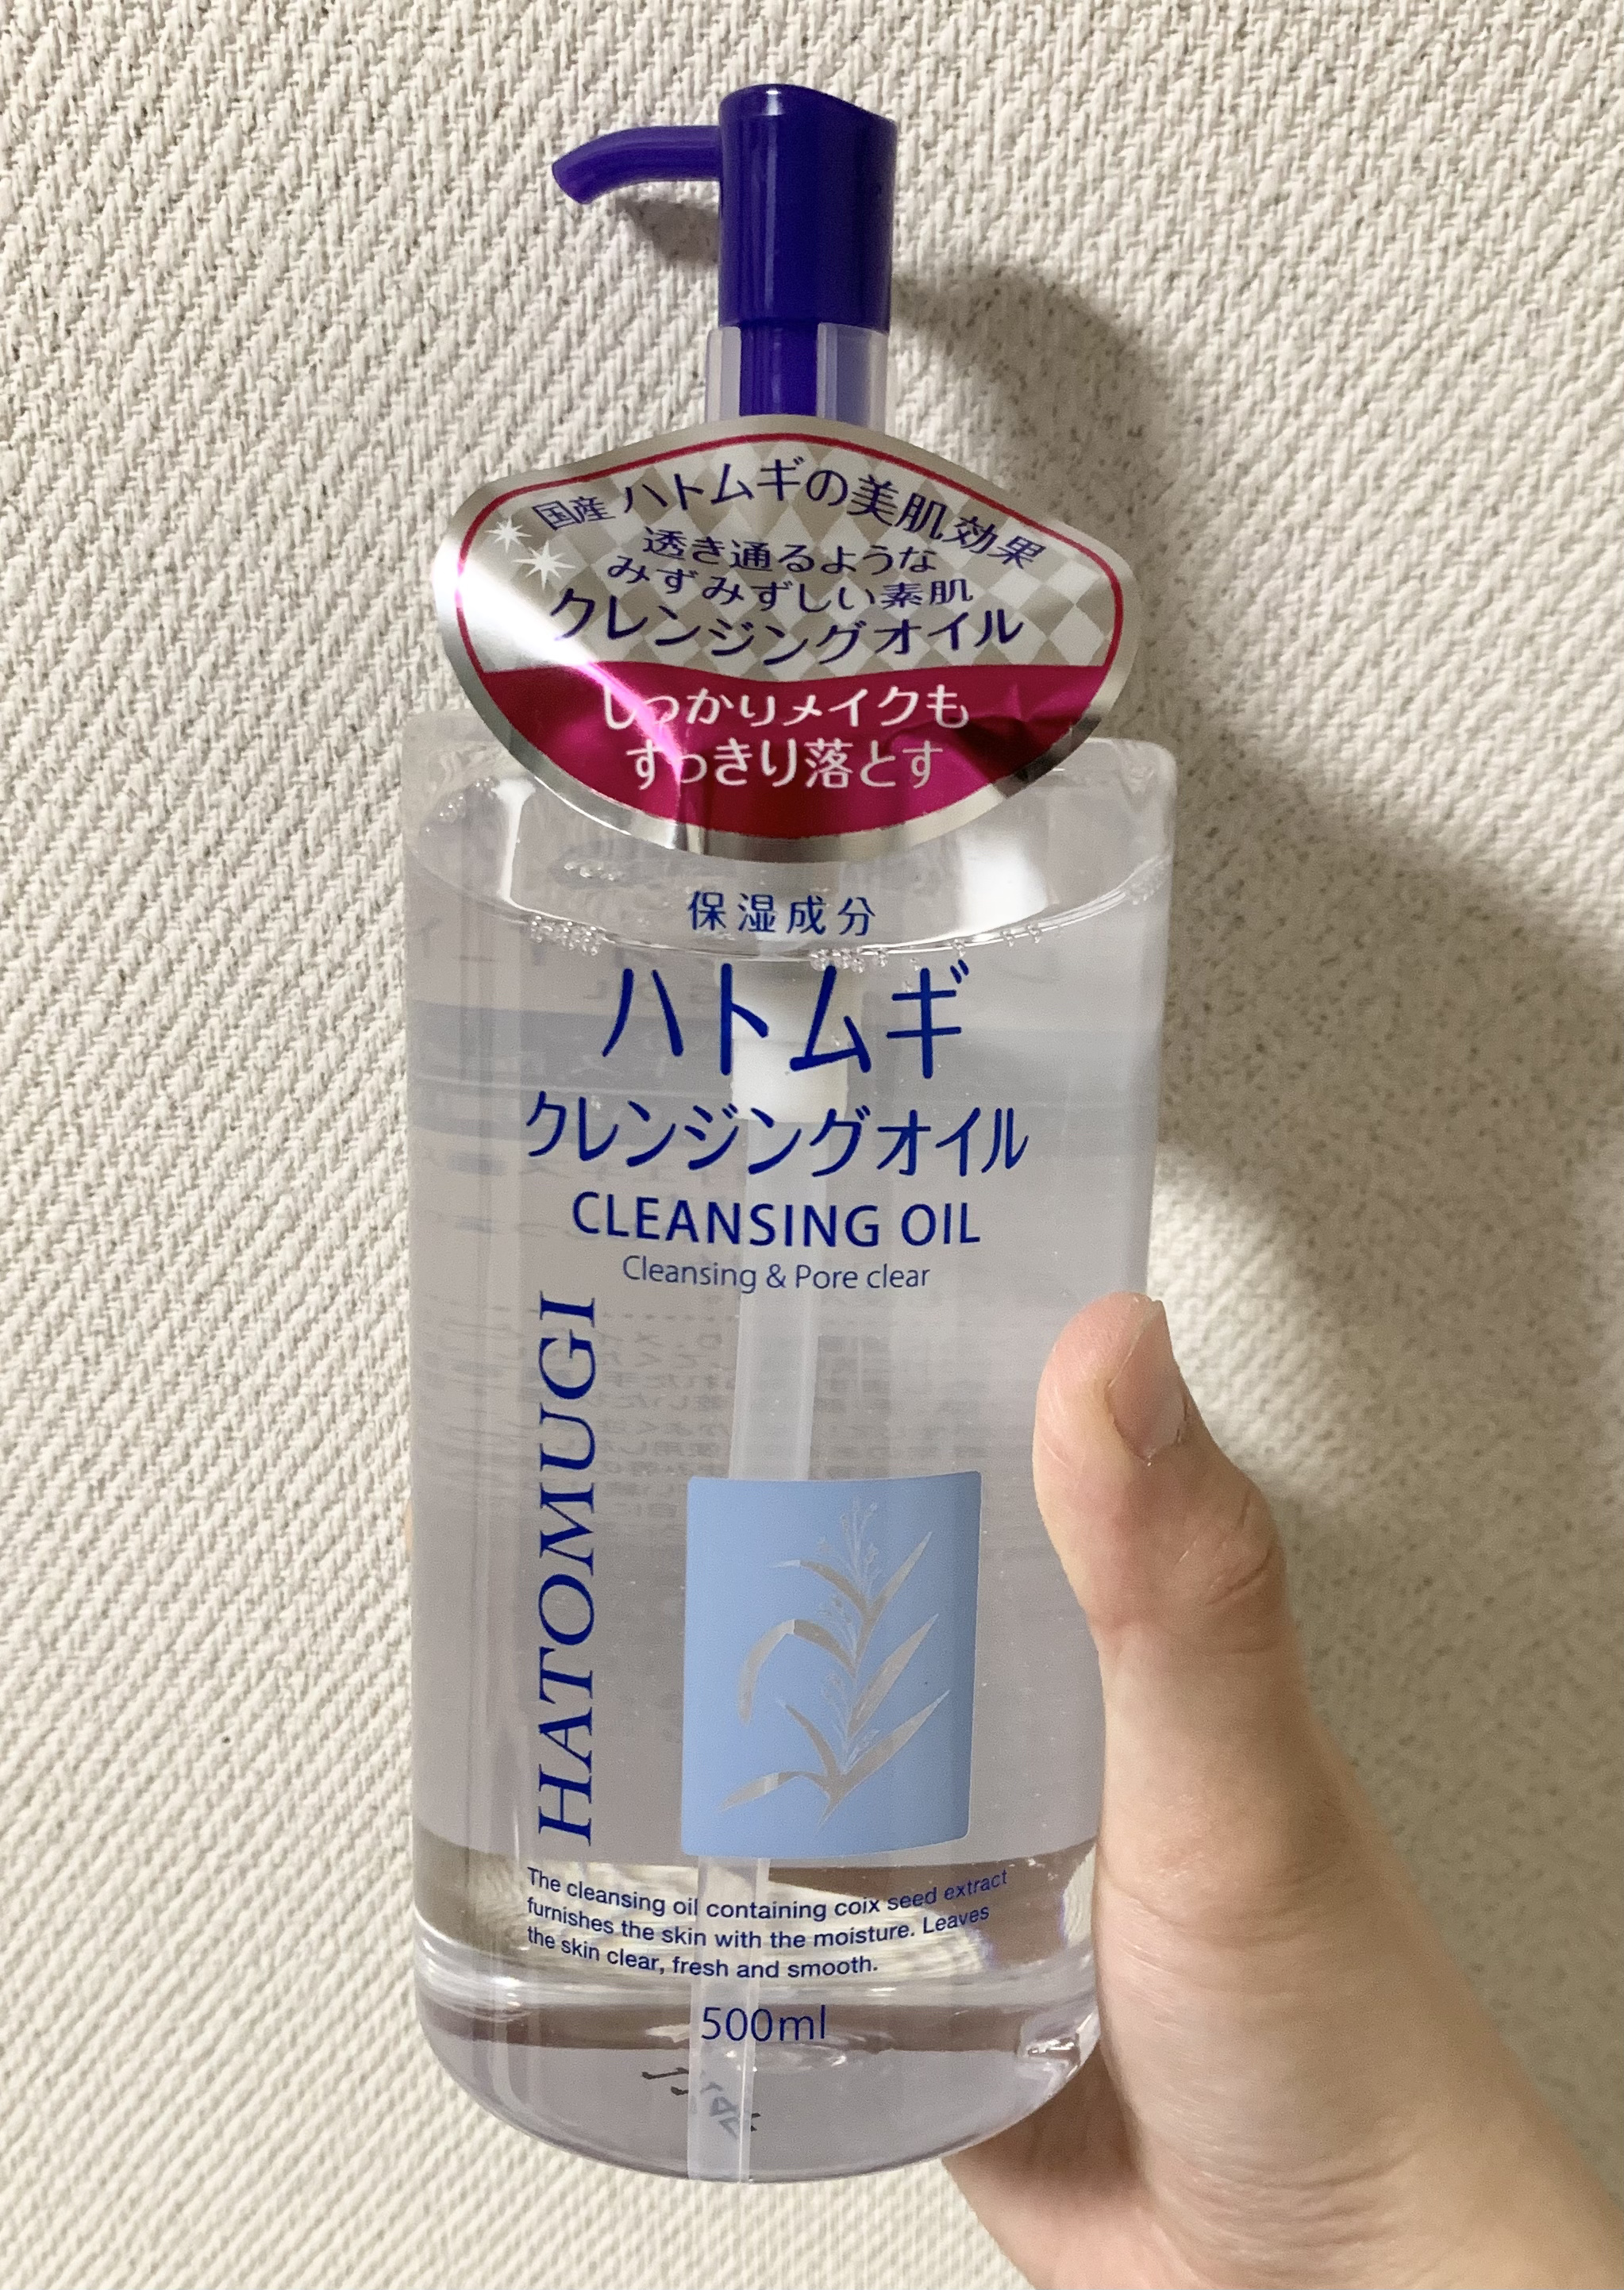 国産ハトムギの美肌効果
透き通るような
みずみずしい素肌
クレンジングオイル
しっかりメイクも
すっきり落とす
保湿成分
ハトムギ
クレンジングオイル
CLEANSING OIL
Cleansing & Pore clear
HATOMUGI
The cleansing oil containing coix seed extract
furnishes the skin with the moisture. Leaves
the skin clear, fresh and smooth.
500ml